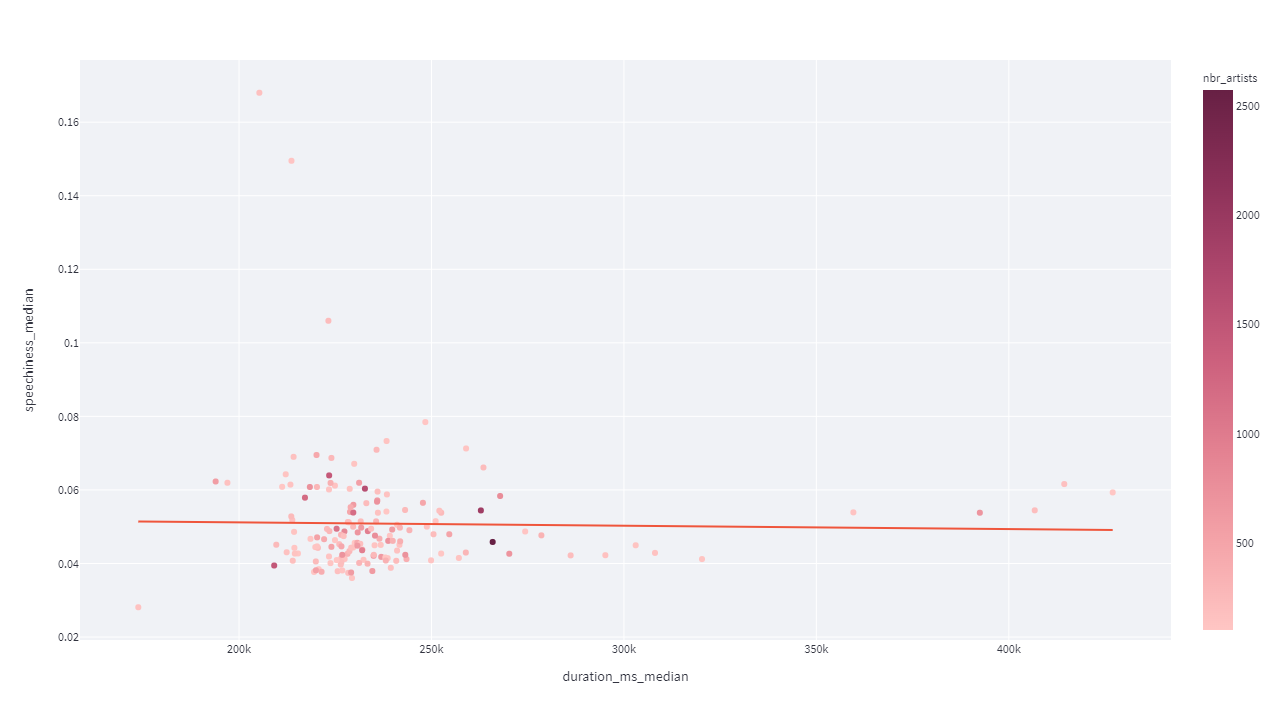 nbr_artists
2500
2000
1500
1000
500
0.16
0.14
0.12
0.1
0.08
0.06
0.04
0.02
speechiness_median
200k
250k
300k
350k
400k
duration_ms_median